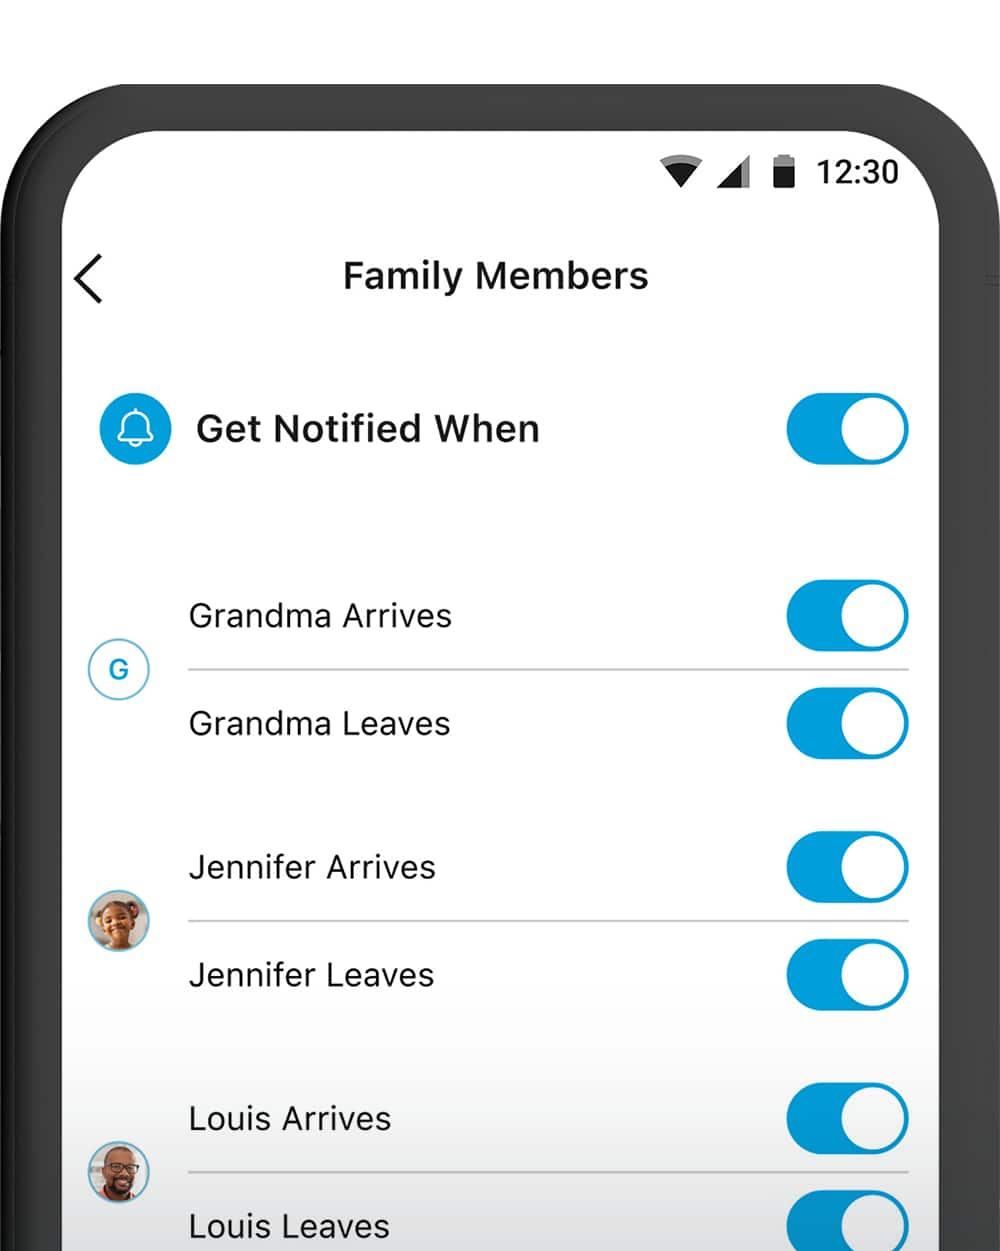 12:30
Family Members
Get Notified When
Grandma Arrives
G
Grandma Leaves
Jennifer Arrives
Jennifer Leaves
Louis Arrives
Louis Leaves